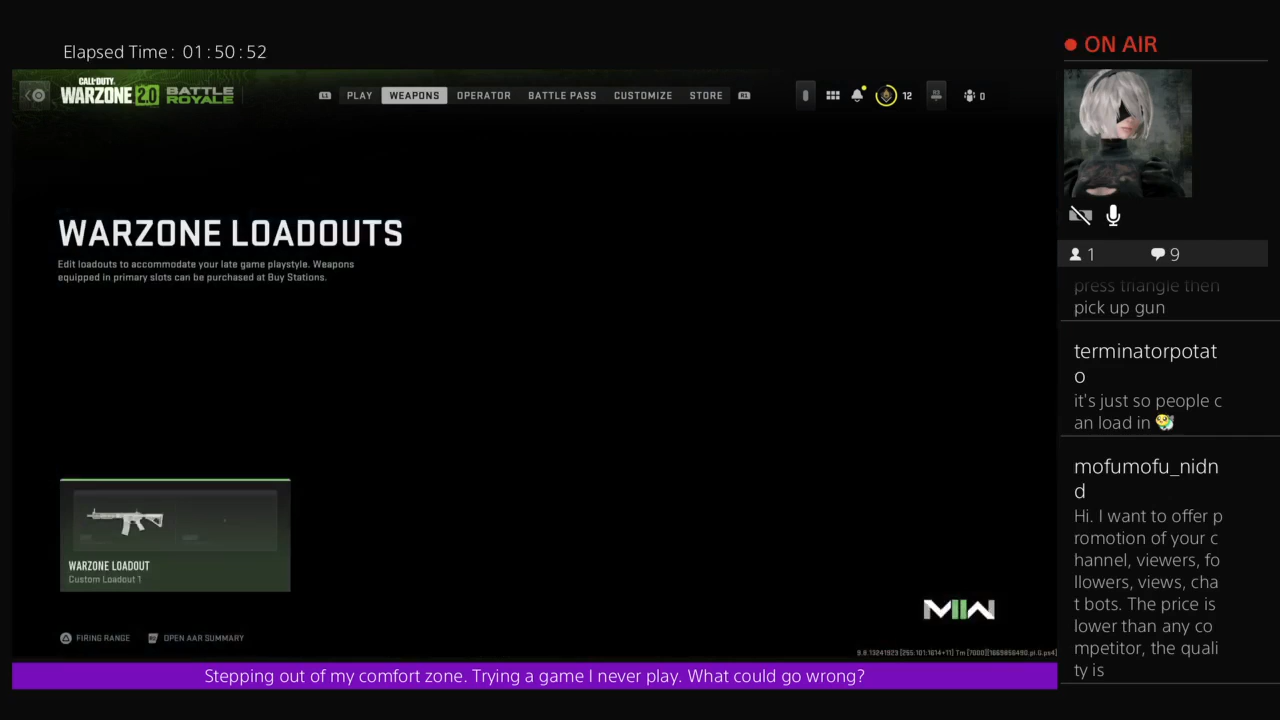 Elapsed Time: 01:50:52
ON AIR
CALL OF DUTY
WARZONE 2.0 BATTLE ROYALE
L1 PLAY WEAPONS OPERATOR BATTLE PASS CUSTOMIZE STORE R1
12
0
WARZONE LOADOUTS
Edit loadouts to accommodate your late game playstyle. Weapons
equipped in primary slots can be purchased at Buy Stations.
1 9
press triangle then
pick up gun
terminatorpotat
o
it's just so people c
an load in
mofumofu_nidn
d
Hi. I want to offer p
romotion of your c
hannel, viewers, fo
llowers, views, cha
t bots. The price is
lower than any co
mpetitor, the quali
ty is
WARZONE LOADOUT
Custom Loadout 1
MW
FIRING RANGE OPEN AAR SUMMARY
Stepping out of my comfort zone. Trying a game I never play. What could go wrong?